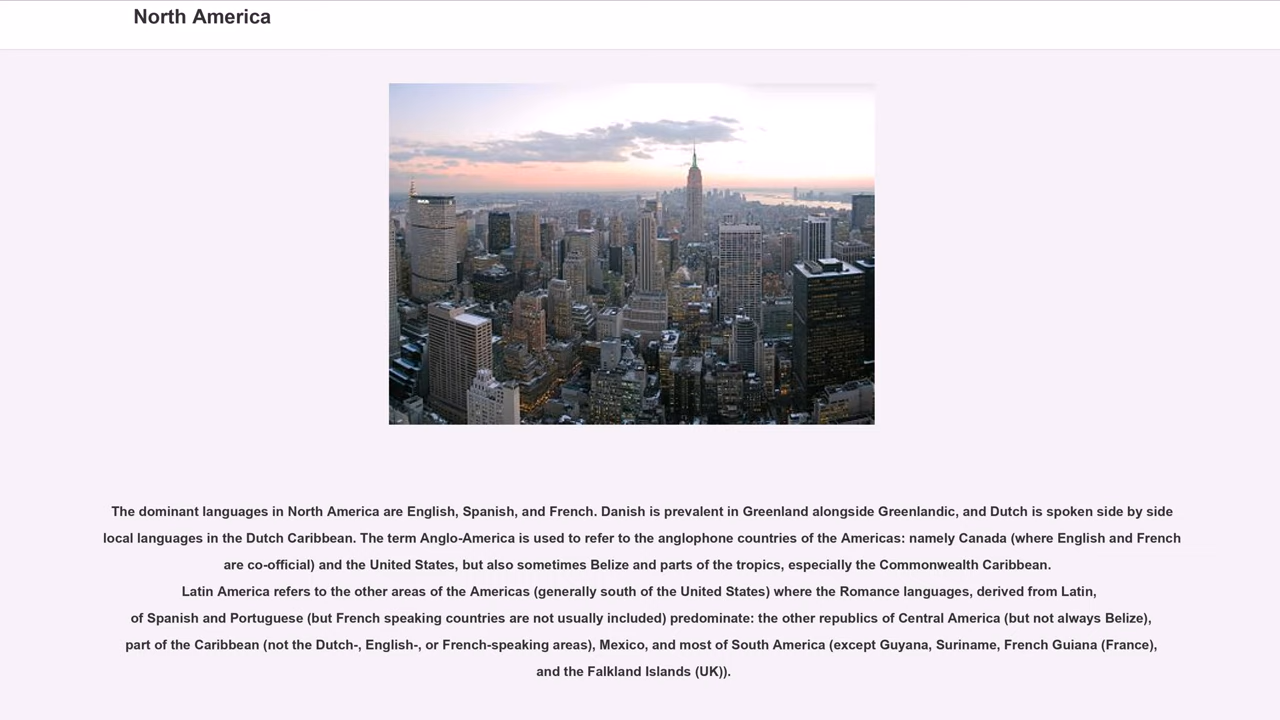 North America
The dominant languages in North America are English, Spanish, and French. Danish is prevalent in Greenland alongside Greenlandic, and Dutch is spoken side by side
local languages in the Dutch Caribbean. The term Anglo-America is used to refer to the anglophone countries of the Americas: namely Canada (where English and French
are co-official) and the United States, but also sometimes Belize and parts of the tropics, especially the Commonwealth Caribbean.
Latin America refers to the other areas of the Americas (generally south of the United States) where the Romance languages, derived from Latin,
of Spanish and Portuguese (but French speaking countries are not usually included) predominate: the other republics of Central America (but not always Belize),
part of the Caribbean (not the Dutch-, English-, or French-speaking areas), Mexico, and most of South America (except Guyana, Suriname, French Guiana (France),
and the Falkland Islands (UK)).